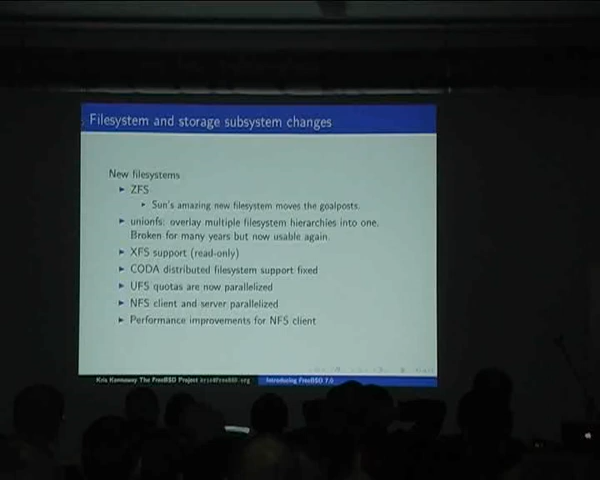 Filesystem and storage subsystem changes
New filesystems
► ZFS
► Sun's amazing new filesystem moves the goalposts.
► unionfs: overlay multiple filesystem hierarchies into one.
Broken for many years but now usable again.
► XFS support (read-only)
► CODA distributed filesystem support fixed
► UFS quotas are now parallelized
► NFS client and server parallelized
► Performance improvements for NFS client
Kris Kennaway The FreeBSD Project kris@FreeBSD.org Introducing FreeBSD 7.0